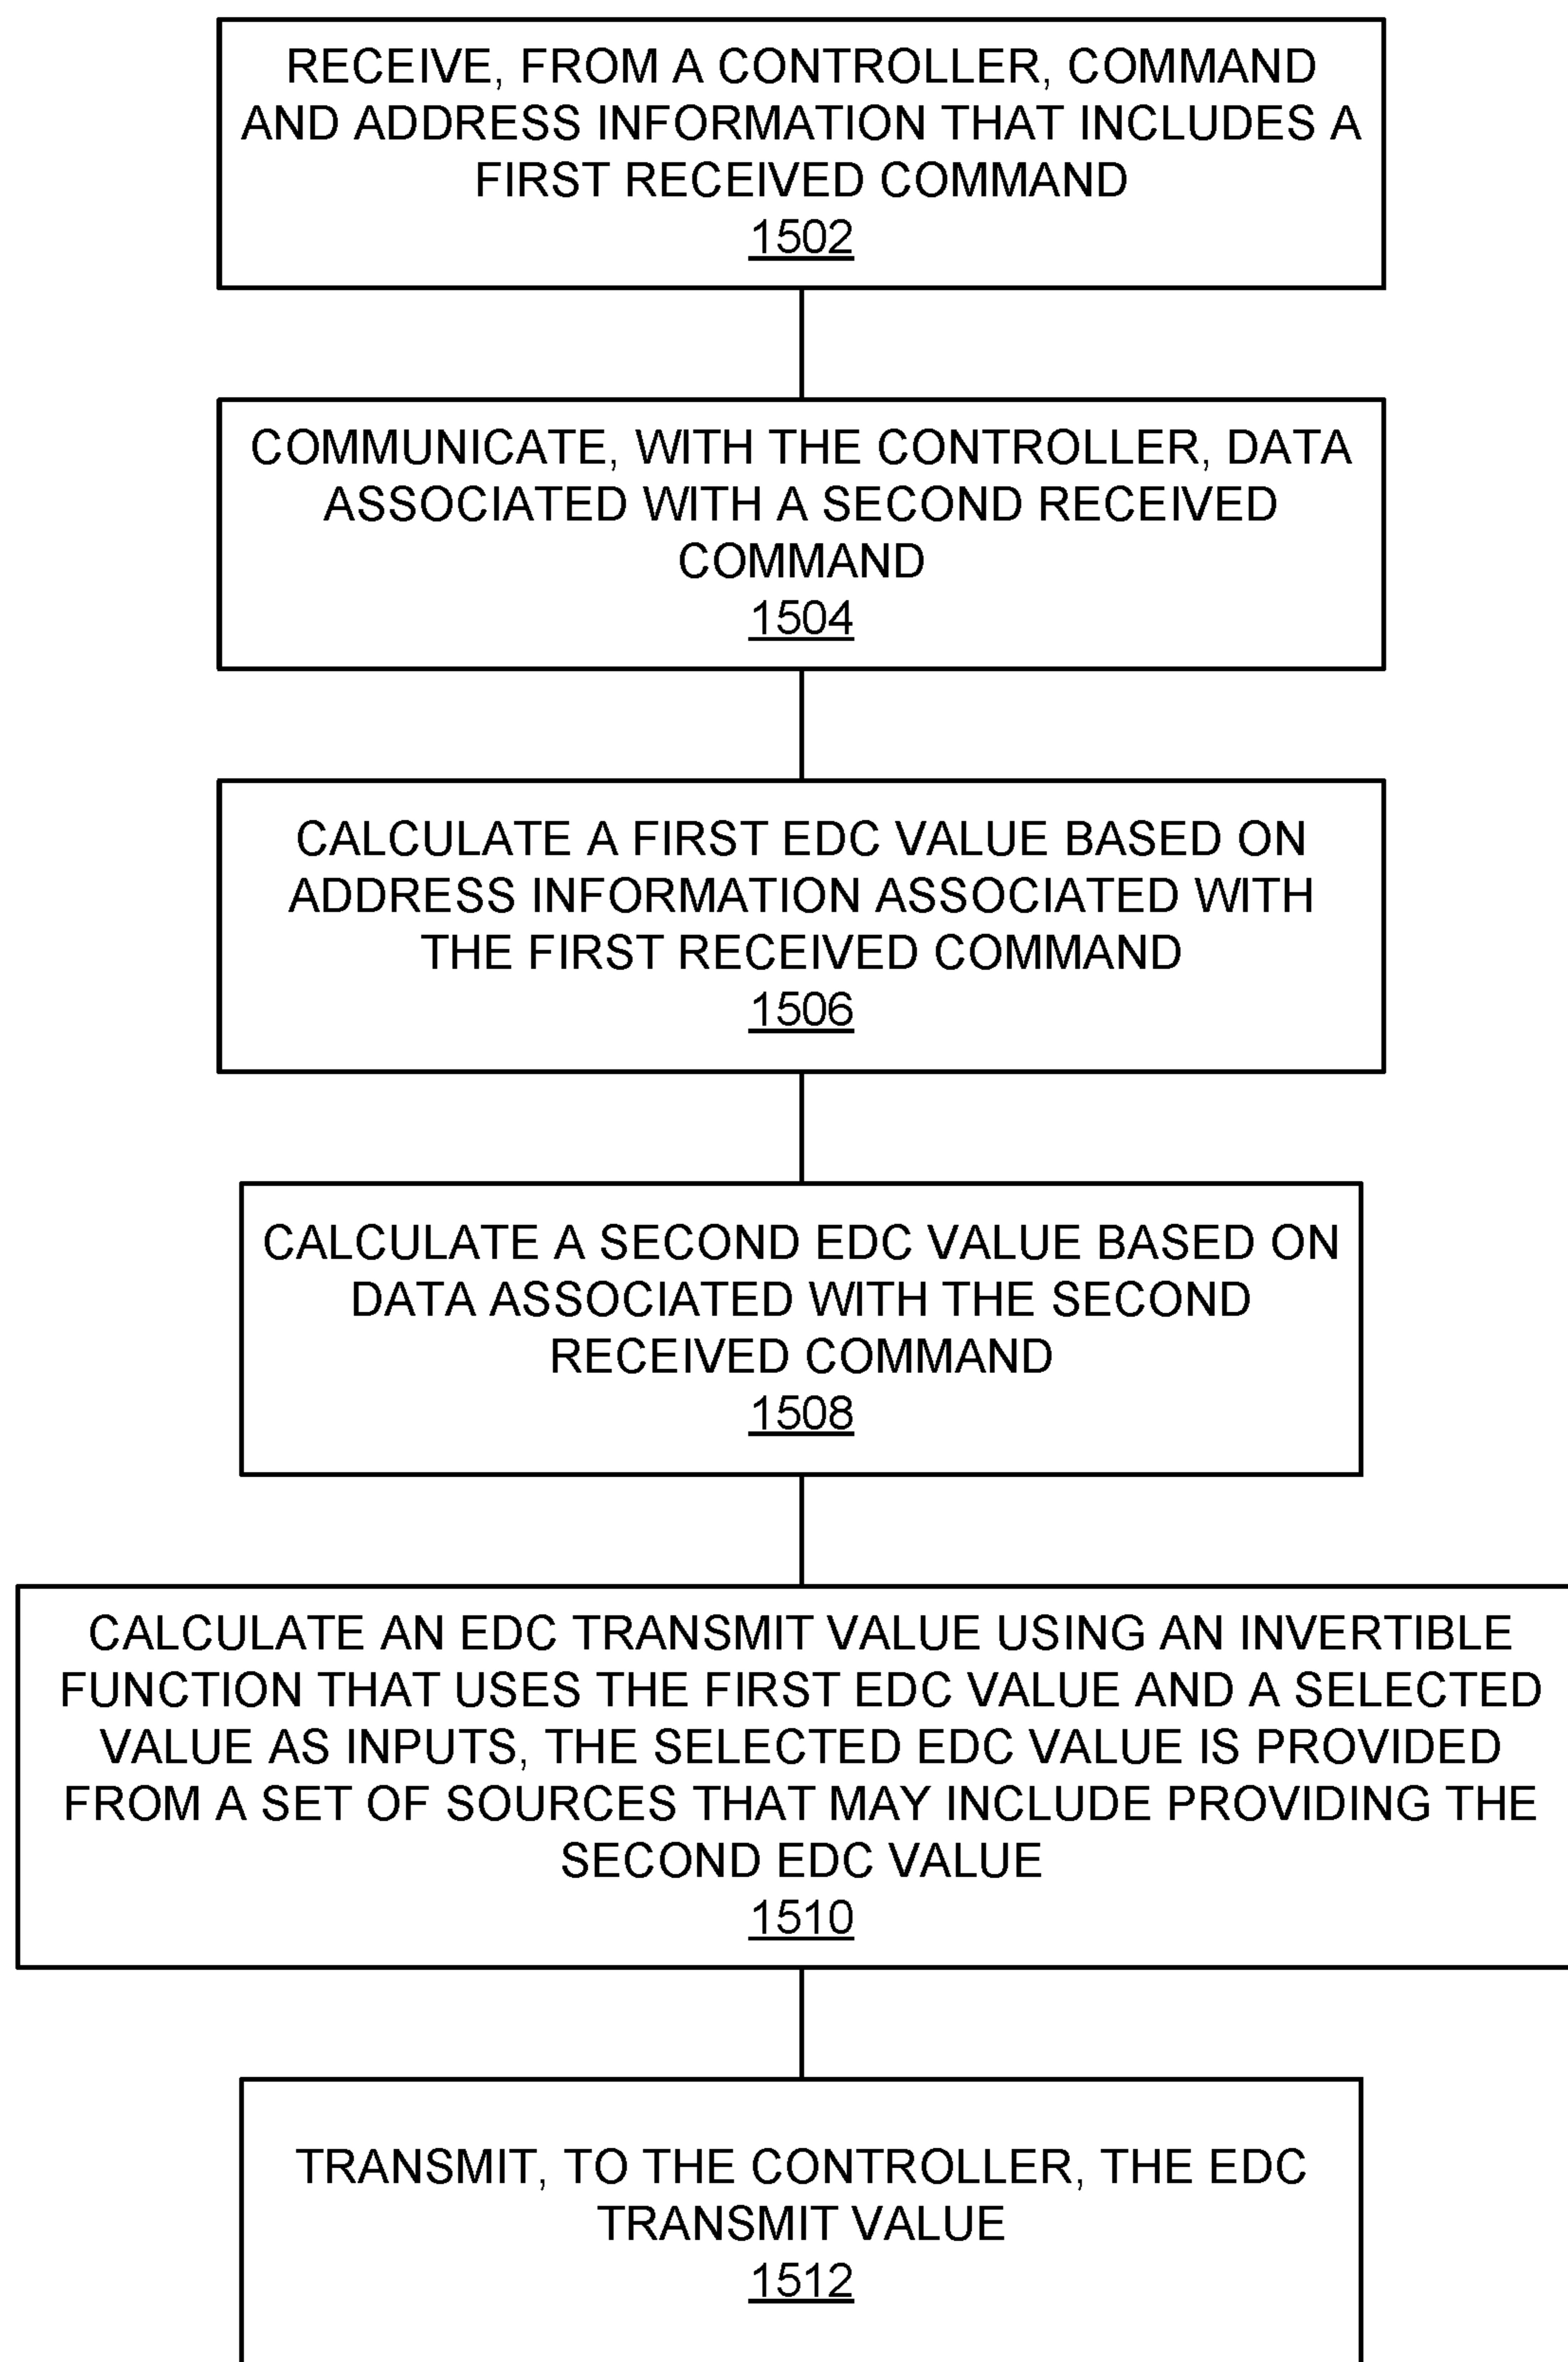 RECEIVE, FROM A CONTROLLER, COMMAND
AND ADDRESS INFORMATION THAT INCLUDES A
FIRST RECEIVED COMMAND
1502
COMMUNICATE, WITH THE CONTROLLER, DATA
ASSOCIATED WITH A SECOND RECEIVED
COMMAND
1504
CALCULATE A FIRST EDC VALUE BASED ON
ADDRESS INFORMATION ASSOCIATED WITH
THE FIRST RECEIVED COMMAND
1506
CALCULATE A SECOND EDC VALUE BASED ON
DATA ASSOCIATED WITH THE SECOND
RECEIVED COMMAND
1508
CALCULATE AN EDC TRANSMIT VALUE USING AN INVERTIBLE
FUNCTION THAT USES THE FIRST EDC VALUE AND A SELECTED
VALUE AS INPUTS, THE SELECTED EDC VALUE IS PROVIDED
FROM A SET OF SOURCES THAT MAY INCLUDE PROVIDING THE
SECOND EDC VALUE
1510
TRANSMIT, TO THE CONTROLLER, THE EDC
TRANSMIT VALUE
1512